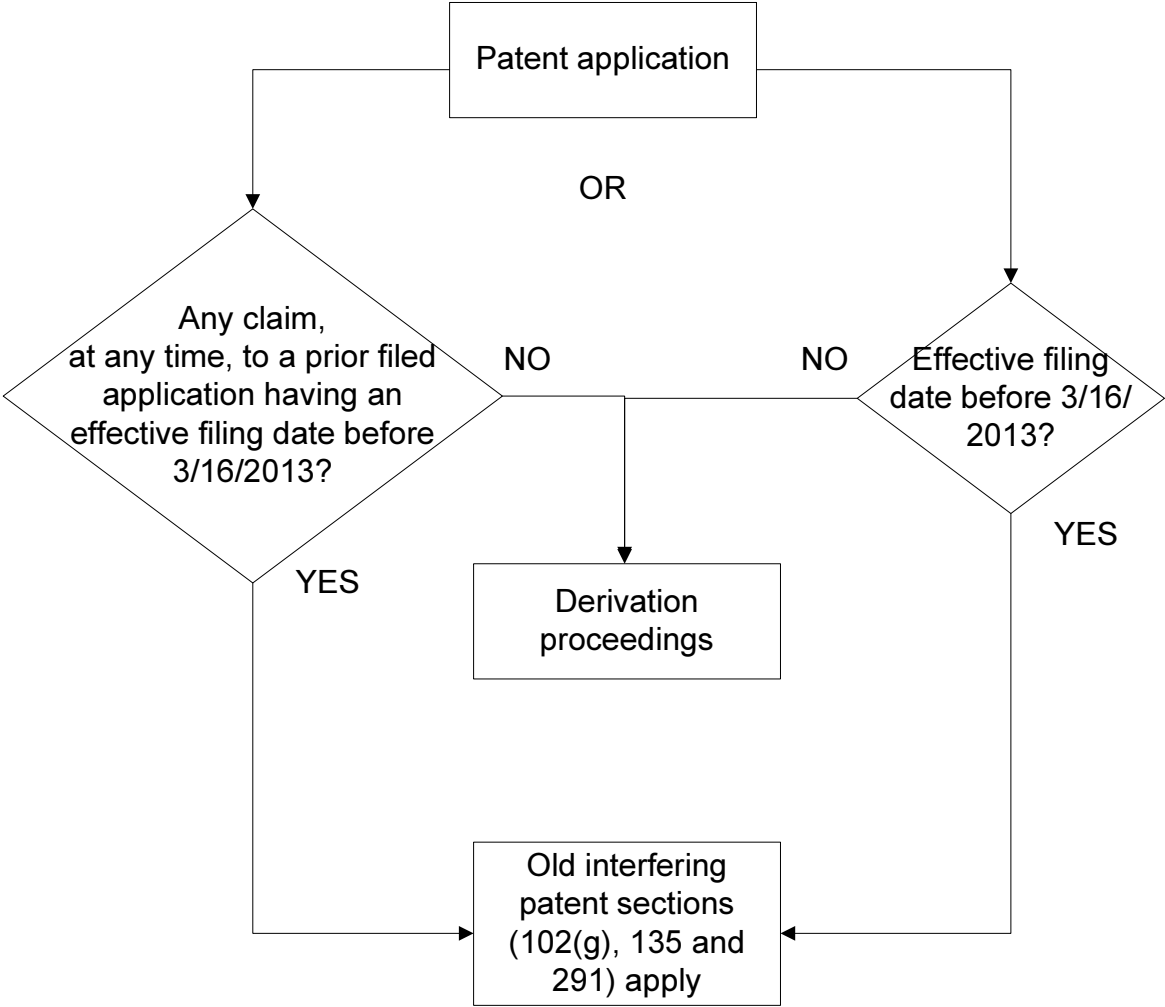 Patent application
OR
Any claim,
at any time, to a prior filed
application having an
effective filing date before
3/16/2013?
NO
NO
Effective filing
date before 3/16/
2013?
YES
YES
Derivation
proceedings
Old interfering
patent sections
(102(g), 135 and
291) apply